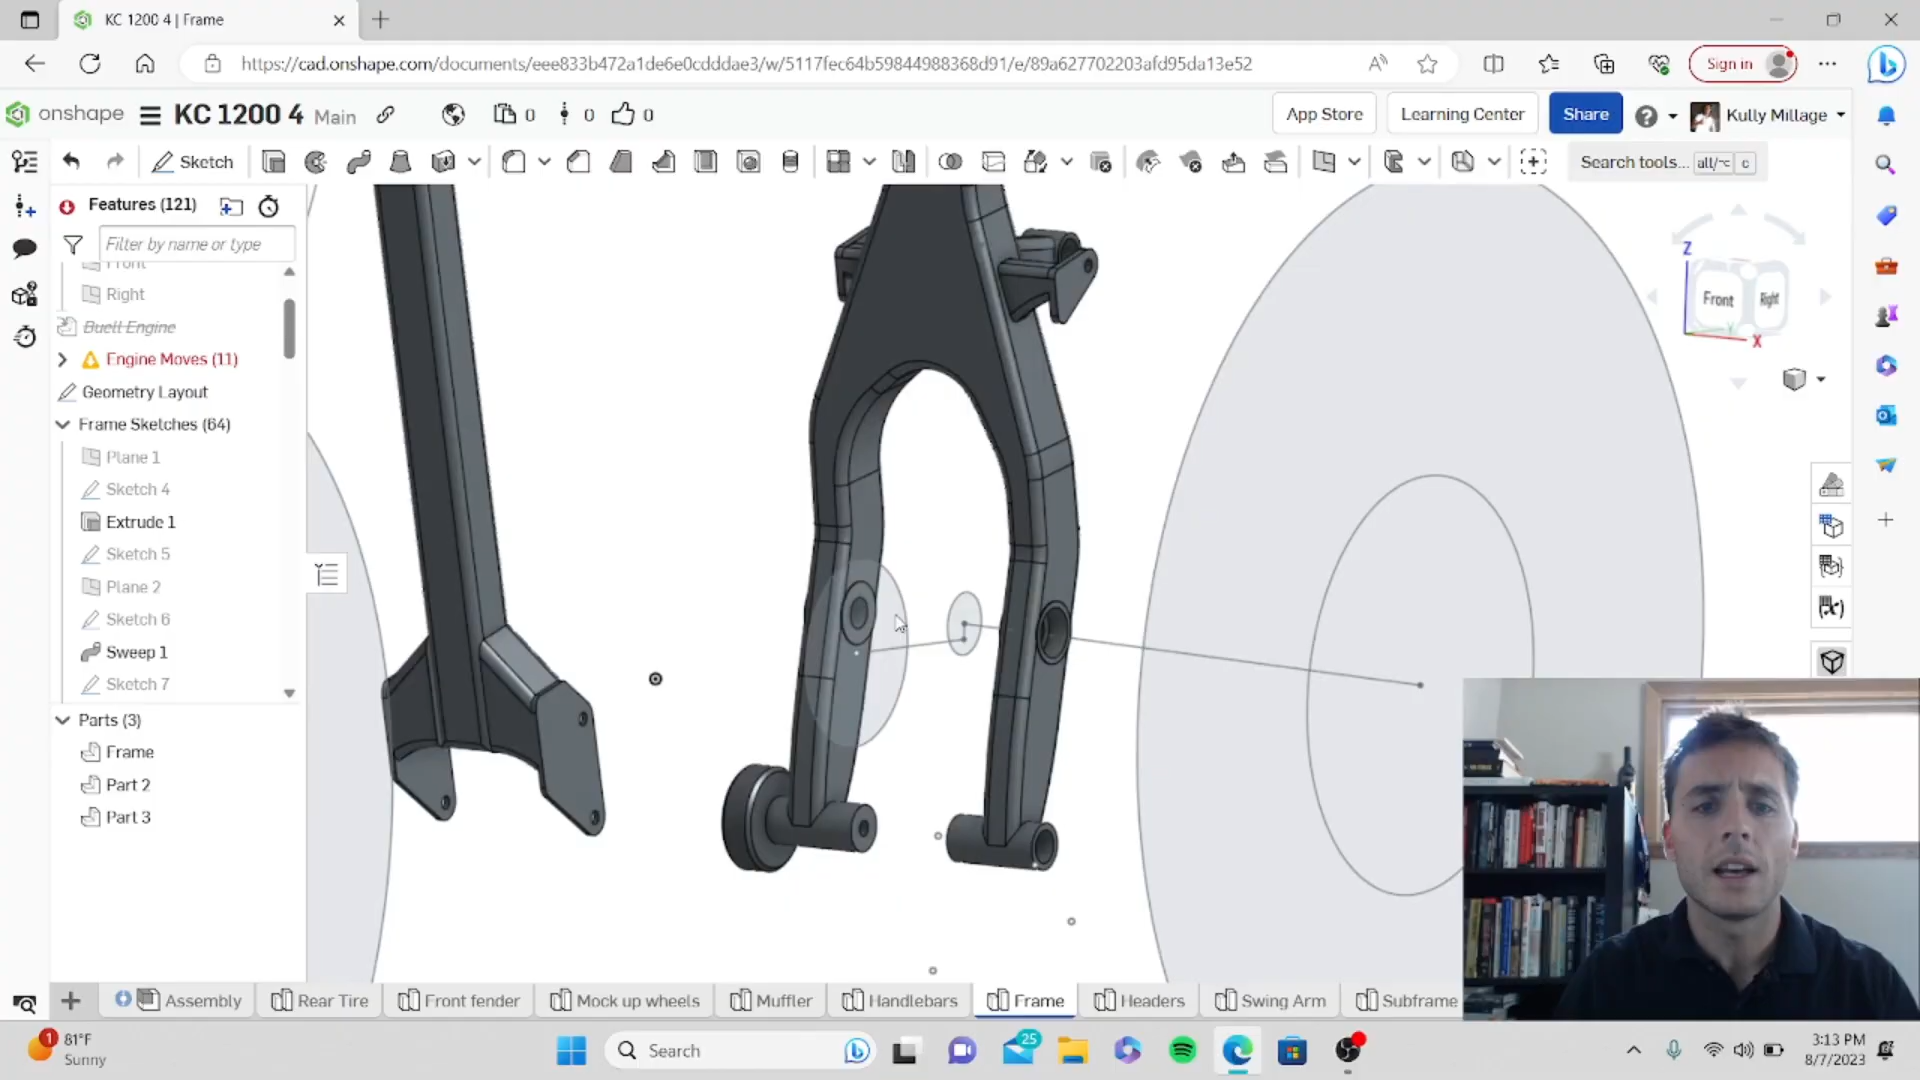 KC 1200 4 | Frame
https://cad.onshape.com/documents/eee833b472a1de6e0cdddae3/w/5117fec64b59844988368d91/e/89a627702203afd95da13e52
Sign in
onshape
KC 1200 4 Main
0
0
0
App Store
Learning Center
Share
Kully Millage
Sketch
Search tools... alt/⌥ c
Features (121)
Filter by name or type
Front
Right
Buell Engine
Engine Moves (11)
Geometry Layout
Frame Sketches (64)
Plane 1
Sketch 4
Extrude 1
Sketch 5
Plane 2
Sketch 6
Sweep 1
Sketch 7
Parts (3)
Frame
Part 2
Part 3
Z
Front
Right
X
Assembly
Rear Tire
Front fender
Mock up wheels
Muffler
Handlebars
Frame
Headers
Swing Arm
Subframe
1
81°F
Sunny
Search
25
3:13 PM
8/7/2023